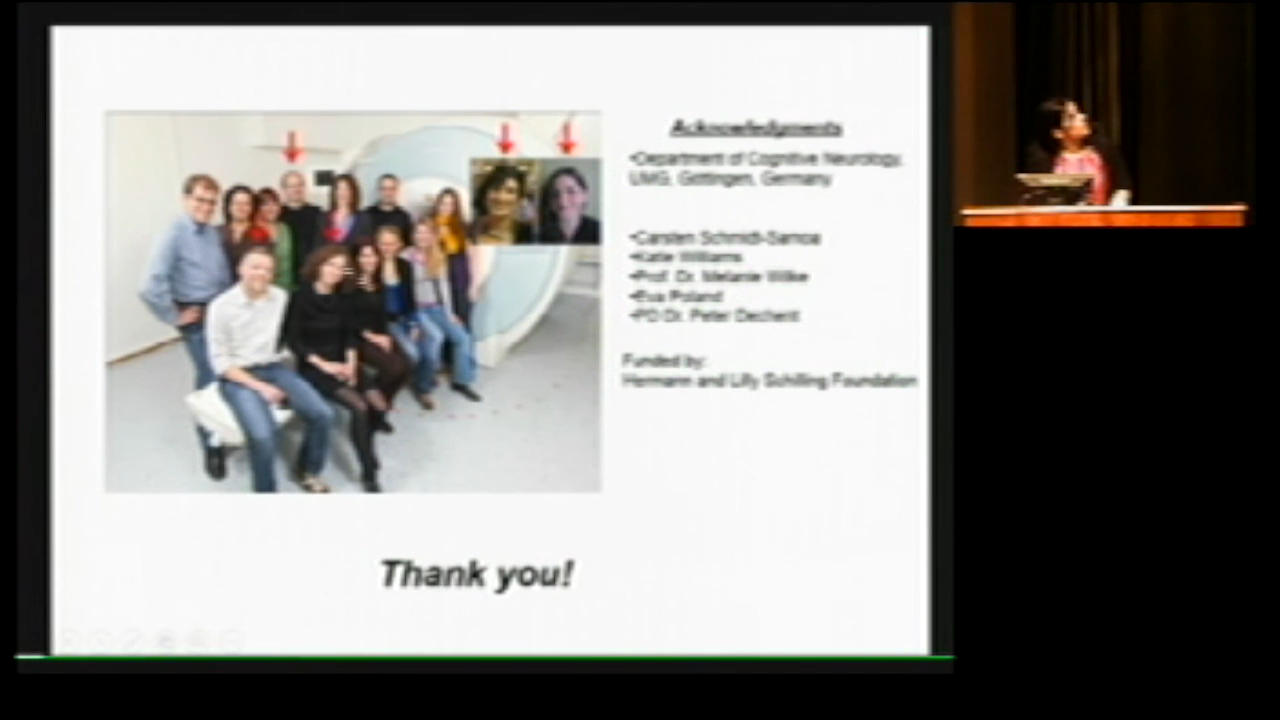 Acknowledgments
•Department of Cognitive Neurology,
UMG, Göttingen, Germany
•Carsten Schmidt-Samoa
•Katie Williams
•Prof. Dr. Melanie Wilke
•Eva Poland
•PD Dr. Peter Dechent
Funded by:
Hermann and Lilly Schilling Foundation
Thank you!